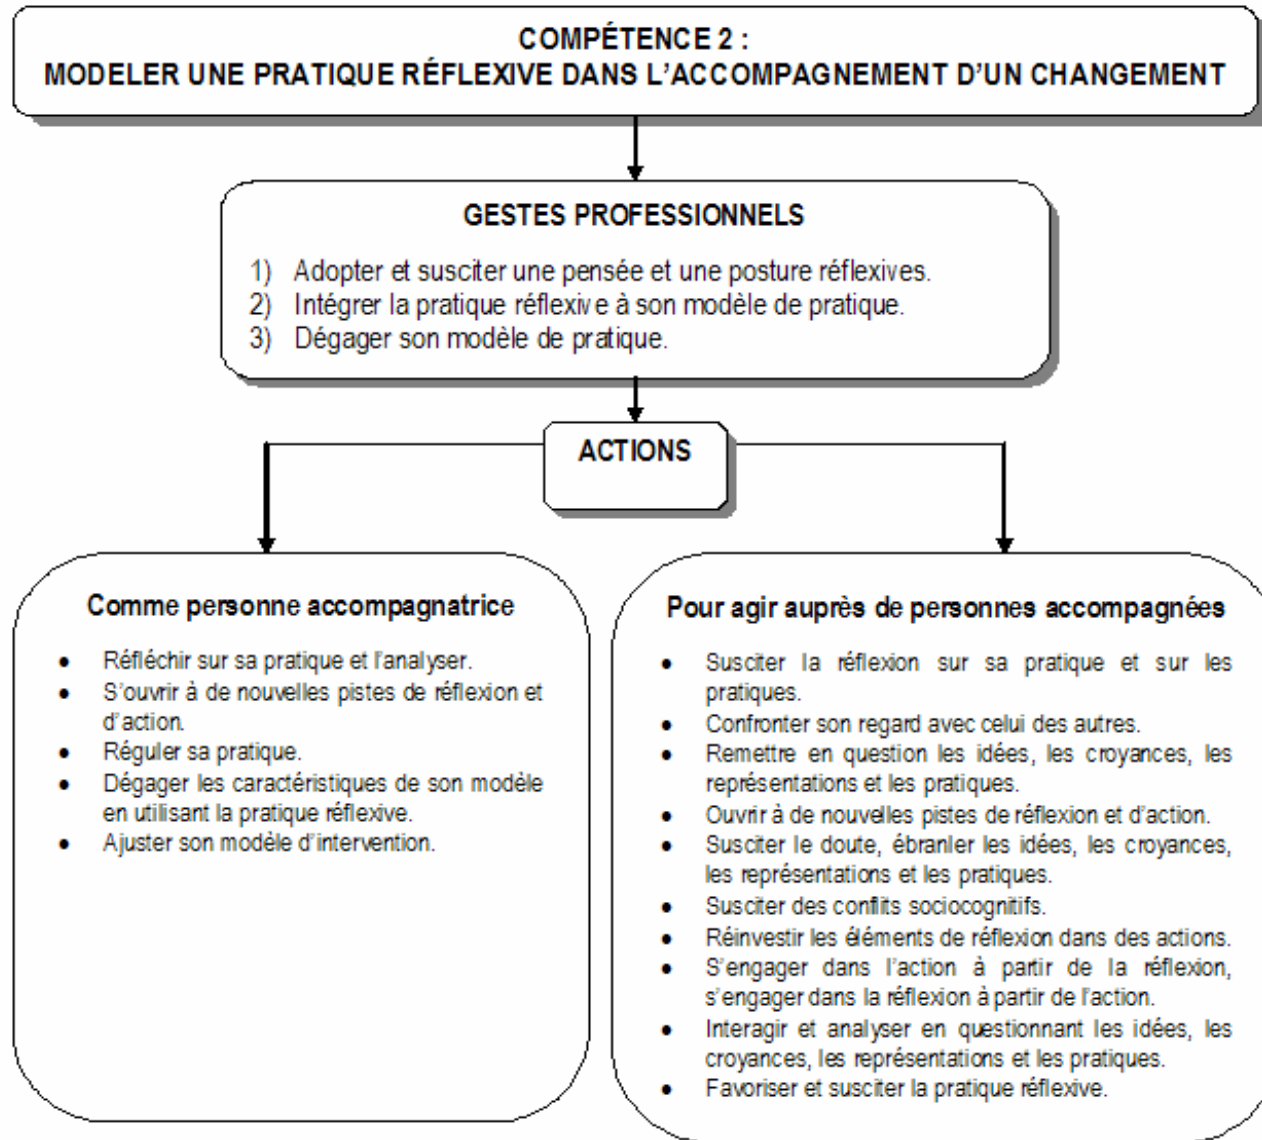 COMPÉTENCE 2 :
MODELER UNE PRATIQUE RÉFLEXIVE DANS L'ACCOMPAGNEMENT D'UN CHANGEMENT
GESTES PROFESSIONNELS
1) Adopter et susciter une pensée et une posture réflexives.
2) Intégrer la pratique réflexive à son modèle de pratique.
3) Dégager son modèle de pratique.
ACTIONS
Comme personne accompagnatrice
• Réfléchir sur sa pratique et l'analyser.
• S'ouvrir à de nouvelles pistes de réflexion et
d'action.
• Réguler sa pratique.
• Dégager les caractéristiques de son modèle
en utilisant la pratique réflexive.
• Ajuster son modèle d'intervention.
Pour agir auprès de personnes accompagnées
• Susciter la réflexion sur sa pratique et sur les
pratiques.
• Confronter son regard avec celui des autres.
• Remettre en question les idées, les croyances, les
représentations et les pratiques.
• Ouvrir à de nouvelles pistes de réflexion et d'action.
• Susciter le doute, ébranler les idées, les croyances,
les représentations et les pratiques.
• Susciter des conflits sociocognitifs.
• Réinvestir les éléments de réflexion dans des actions.
• S'engager dans l'action à partir de la réflexion,
s'engager dans la réflexion à partir de l'action.
• Interagir et analyser en questionnant les idées, les
croyances, les représentations et les pratiques.
• Favoriser et susciter la pratique réflexive.